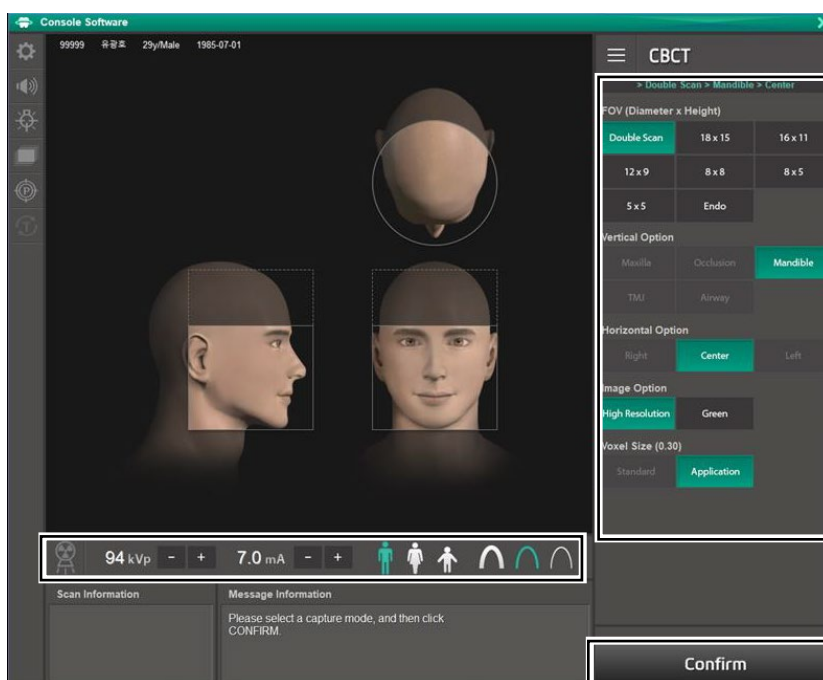 Console Software
99999 유광호 29y/Male 1985-07-01
CBCT
> Double Scan > Mandible > Center
FOV (Diameter x Height)
Double Scan 18 x 15 16 x 11
12 x 9 8 x 8 8 x 5
5 x 5 Endo
Vertical Option
Maxilla Occlusion Mandible
TMJ Airway
Horizontal Option
Right Center Left
Image Option
High Resolution Green
Voxel Size (0.30)
Standard Application
94 kVp - + 7.0 mA - +
Scan Information
Message Information
Please select a capture mode, and then click
CONFIRM.
Confirm